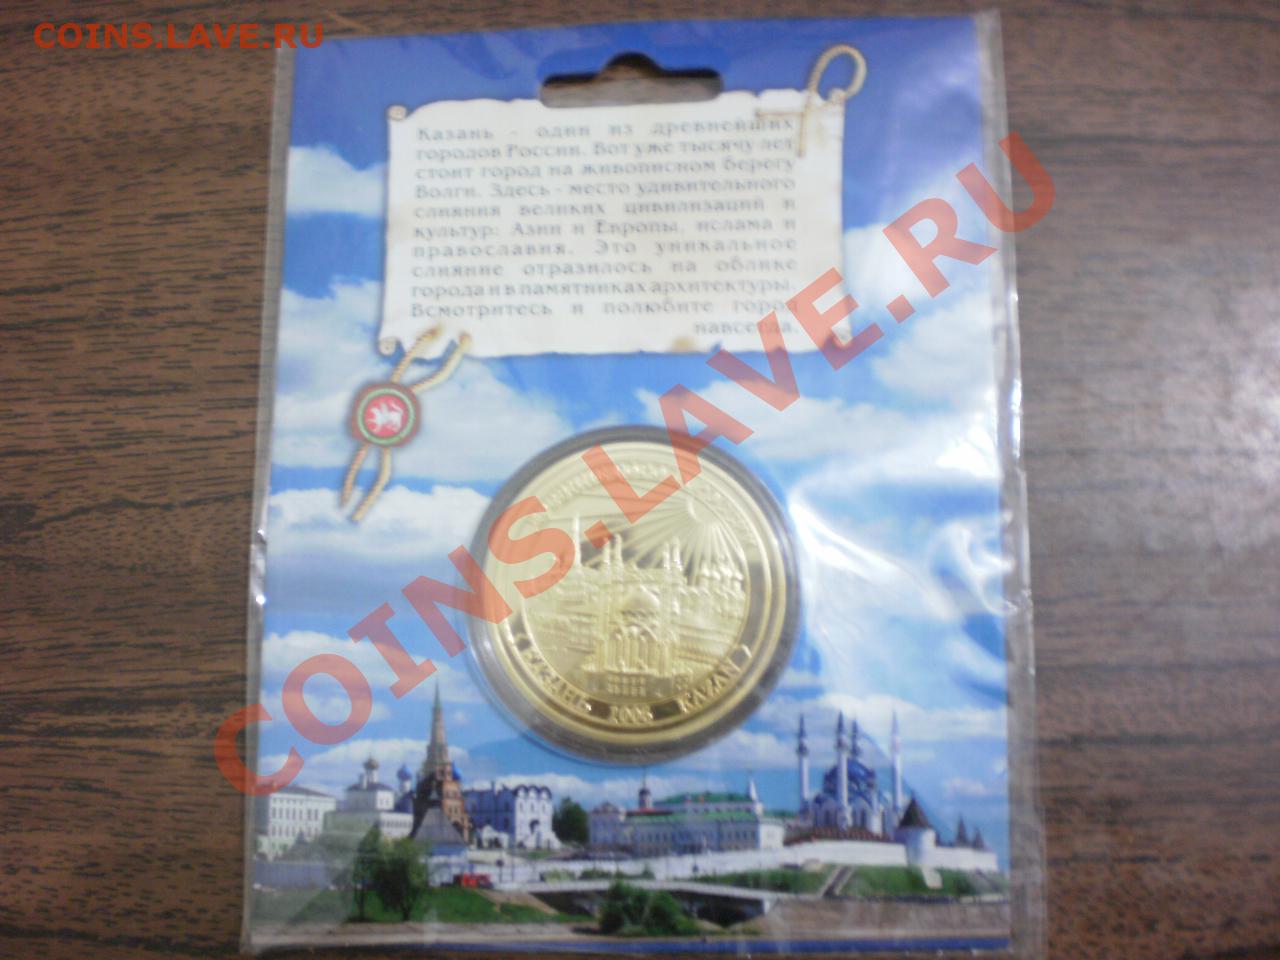 COINS.LAVE.RU
Казань - один из древнейших
городов России. Вот уже тысячу лет
стоит город на живописном берегу
Волги. Здесь - место удивительного
слияния великих цивилизаций и
культур: Азии и Европы, ислама и
православия. Это уникальное
слияние отразилось на облике
города и в памятниках архитектуры.
Всмотритесь и полюбите город
навсегда.
COINS.LAVE.RU
КАЗАНЬ 2008 KAZAN